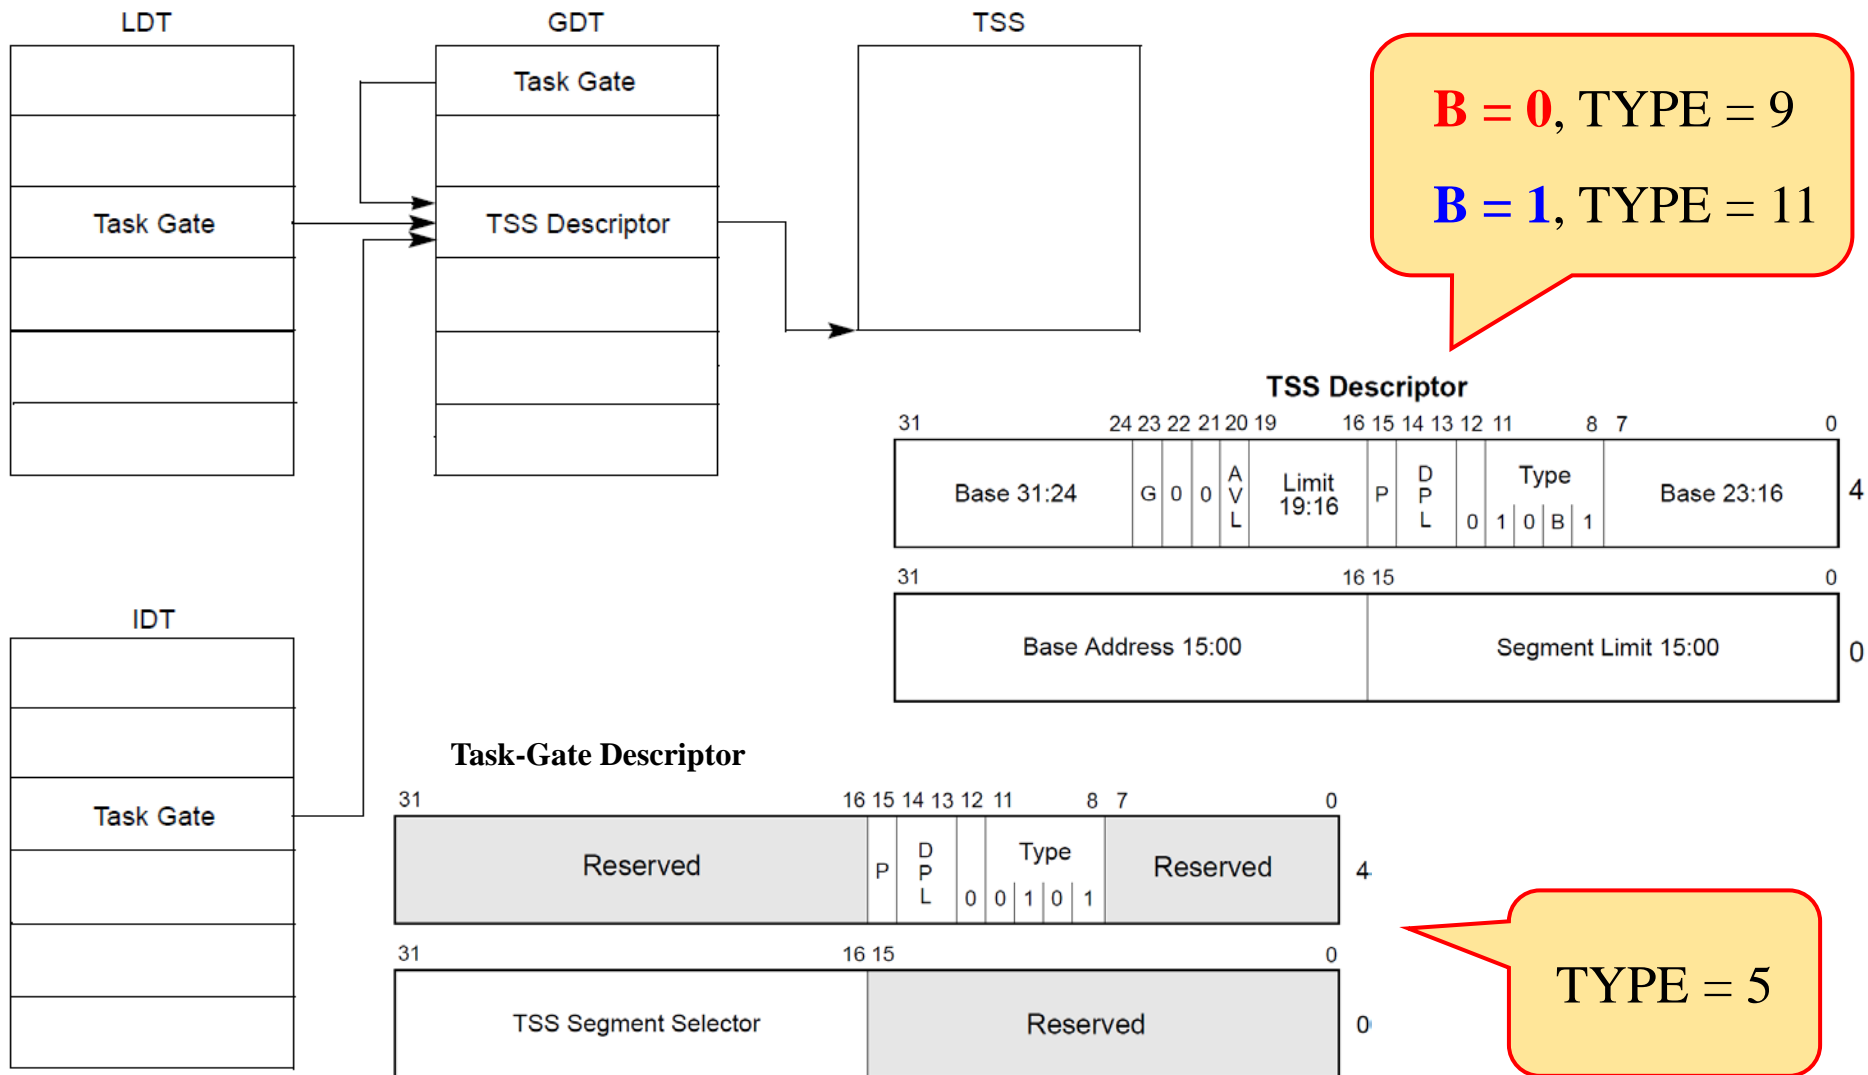 LDT
GDT
TSS
Task Gate
Task Gate
TSS Descriptor
B = 0, TYPE = 9
B = 1, TYPE = 11
TSS Descriptor
31 24 23 22 21 20 19 16 15 14 13 12 11 8 7 0
Base 31:24 G 0 0 AVL Limit 19:16 P DPL 0 Type 1 0 B 1 Base 23:16 4
31 16 15 0
Base Address 15:00 Segment Limit 15:00 0
IDT
Task Gate
Task-Gate Descriptor
31 16 15 14 13 12 11 8 7 0
Reserved P DPL 0 Type 0 1 0 1 Reserved 4
31 16 15 0
TSS Segment Selector Reserved 0
TYPE = 5